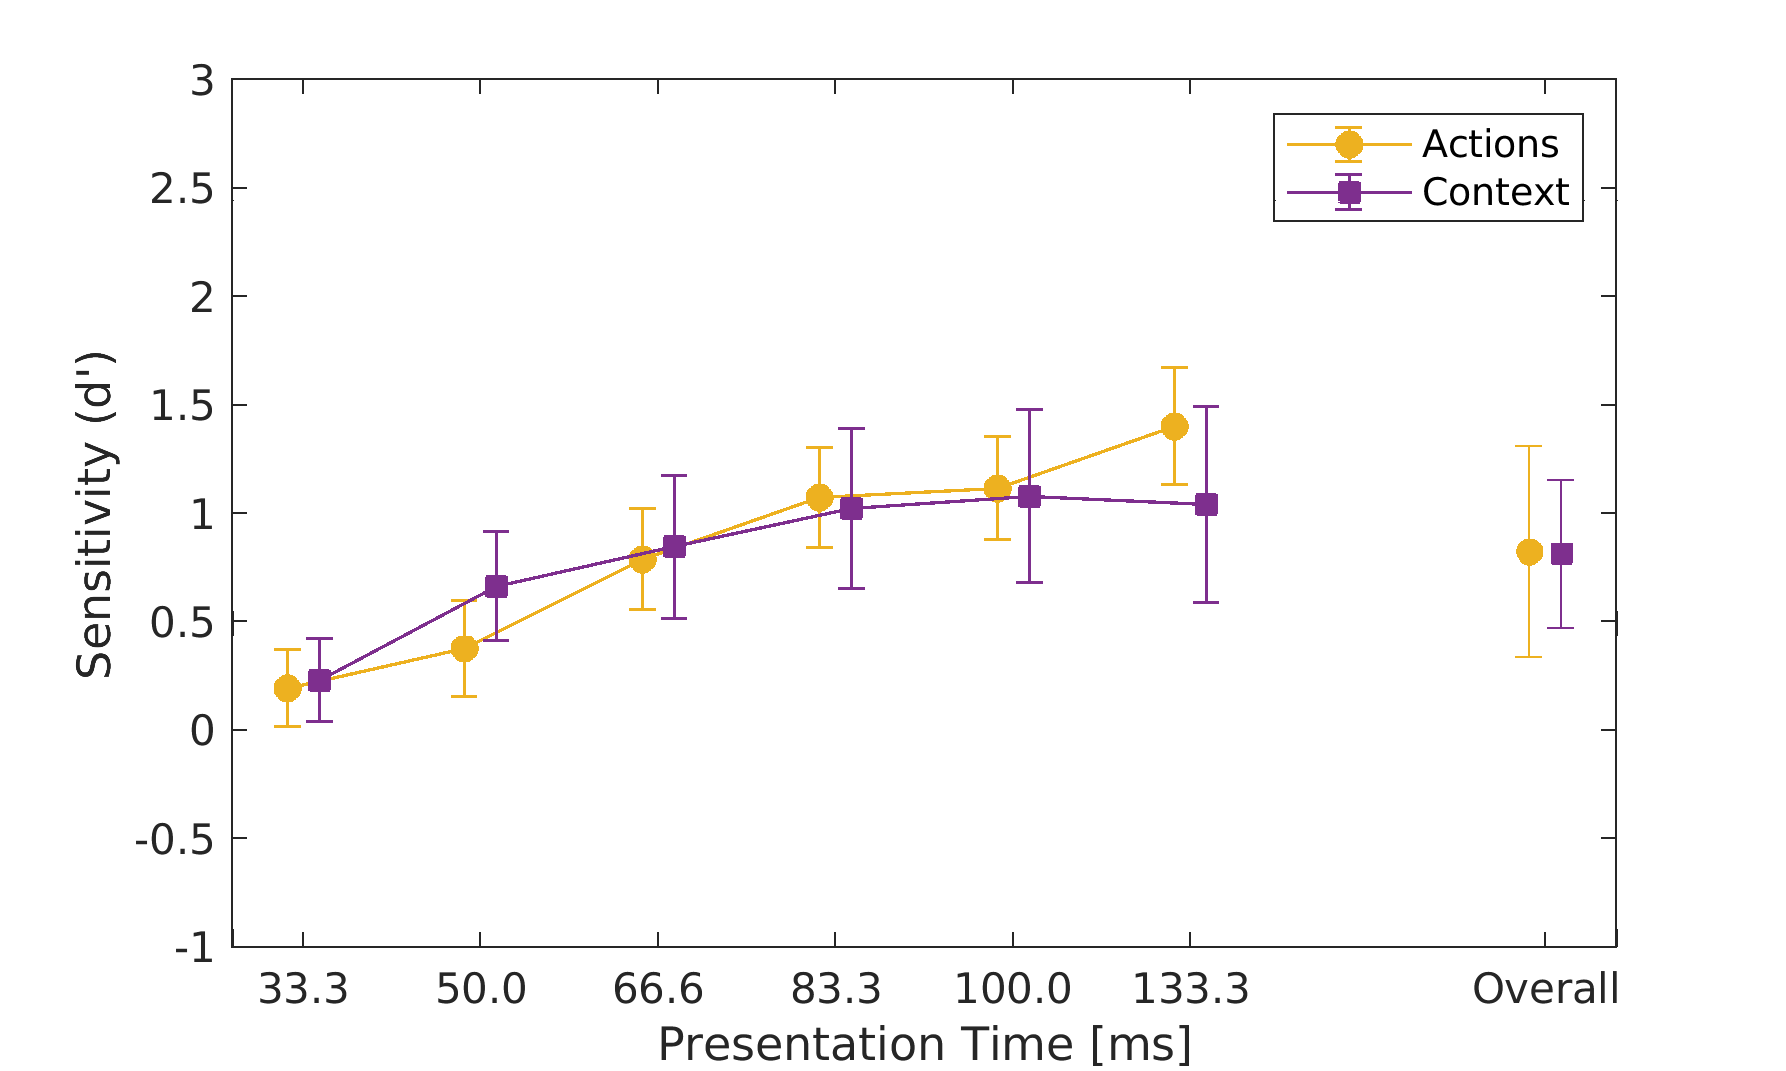 3
2.5
2
1.5
1
0.5
0
-0.5
-1
Sensitivity (d')
Actions
Context
33.3 50.0 66.6 83.3 100.0 133.3 Overall
Presentation Time [ms]